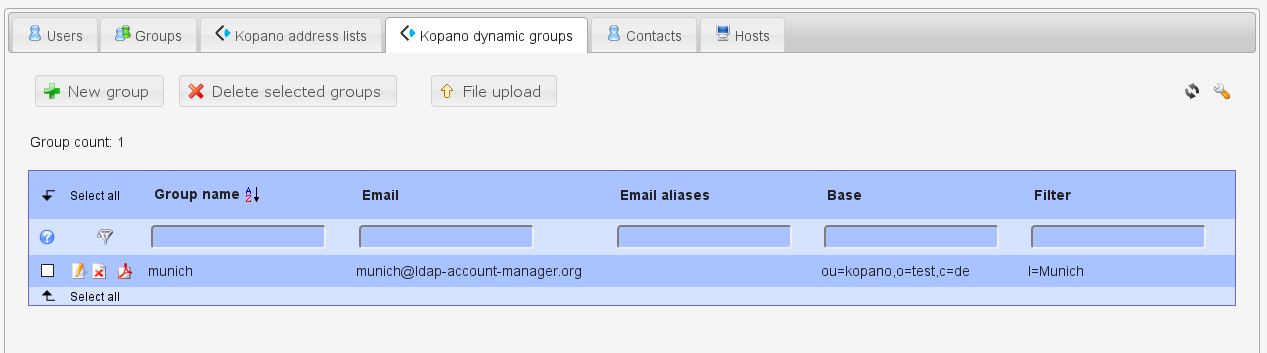 Users Groups Kopano address lists Kopano dynamic groups Contacts Hosts
New group Delete selected groups File upload
Group count: 1
Select all Group name Email Email aliases Base Filter
munich munich@ldap-account-manager.org ou=kopano,o=test,c=de l=Munich
Select all